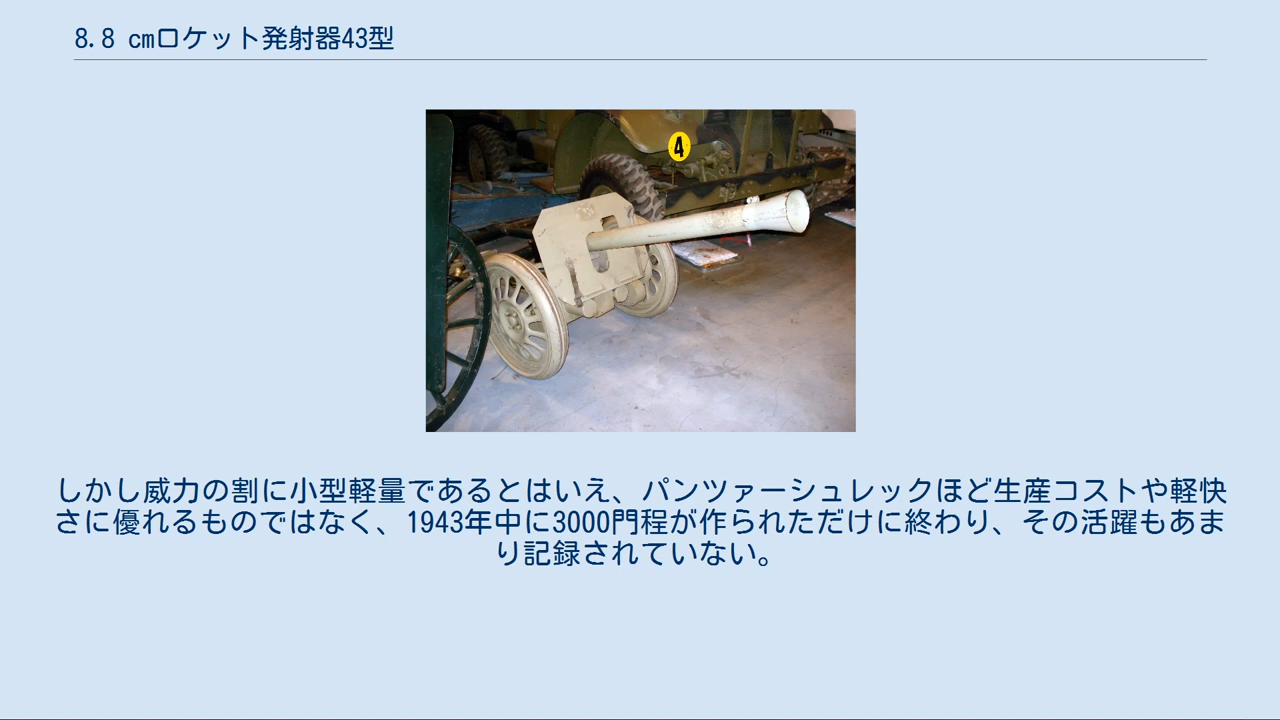 8.8 cmロケット発射器43型
4
しかし威力の割に小型軽量であるとはいえ、パンツァーシュレックほど生産コストや軽快
さに優れるものではなく、1943年中に3000門程が作られただけに終わり、その活躍もあま
り記録されていない。